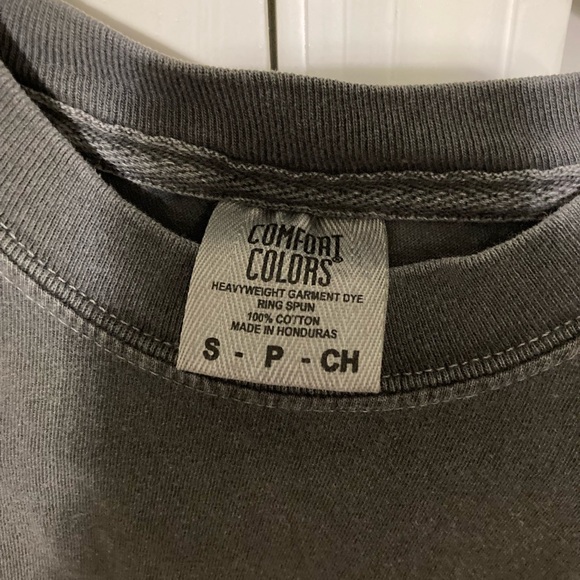 COMFORT
COLORS®
HEAVYWEIGHT GARMENT DYE
RING SPUN
100% COTTON
MADE IN HONDURAS
S - P - CH